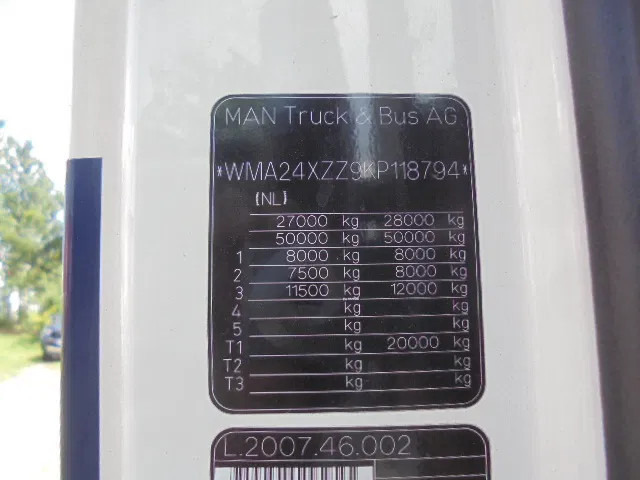 MAN Truck & Bus AG
*WMA24XZZ9KP118794*
(NL)
27000 kg 28000 kg
50000 kg 50000 kg
1 8000 kg 8000 kg
2 7500 kg 8000 kg
3 11500 kg 12000 kg
4 kg kg
5 kg kg
T1 kg 20000 kg
T2 kg kg
T3 kg kg
L.2007.46.002